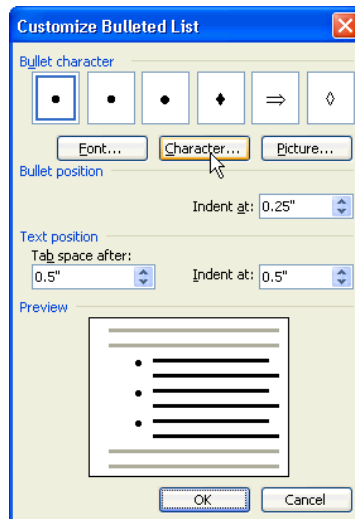 Customize Bulleted List
Bullet character
Font... Character... Picture...
Bullet position
Indent at: 0.25"
Text position
Tab space after:
0.5" Indent at: 0.5"
Preview
OK Cancel